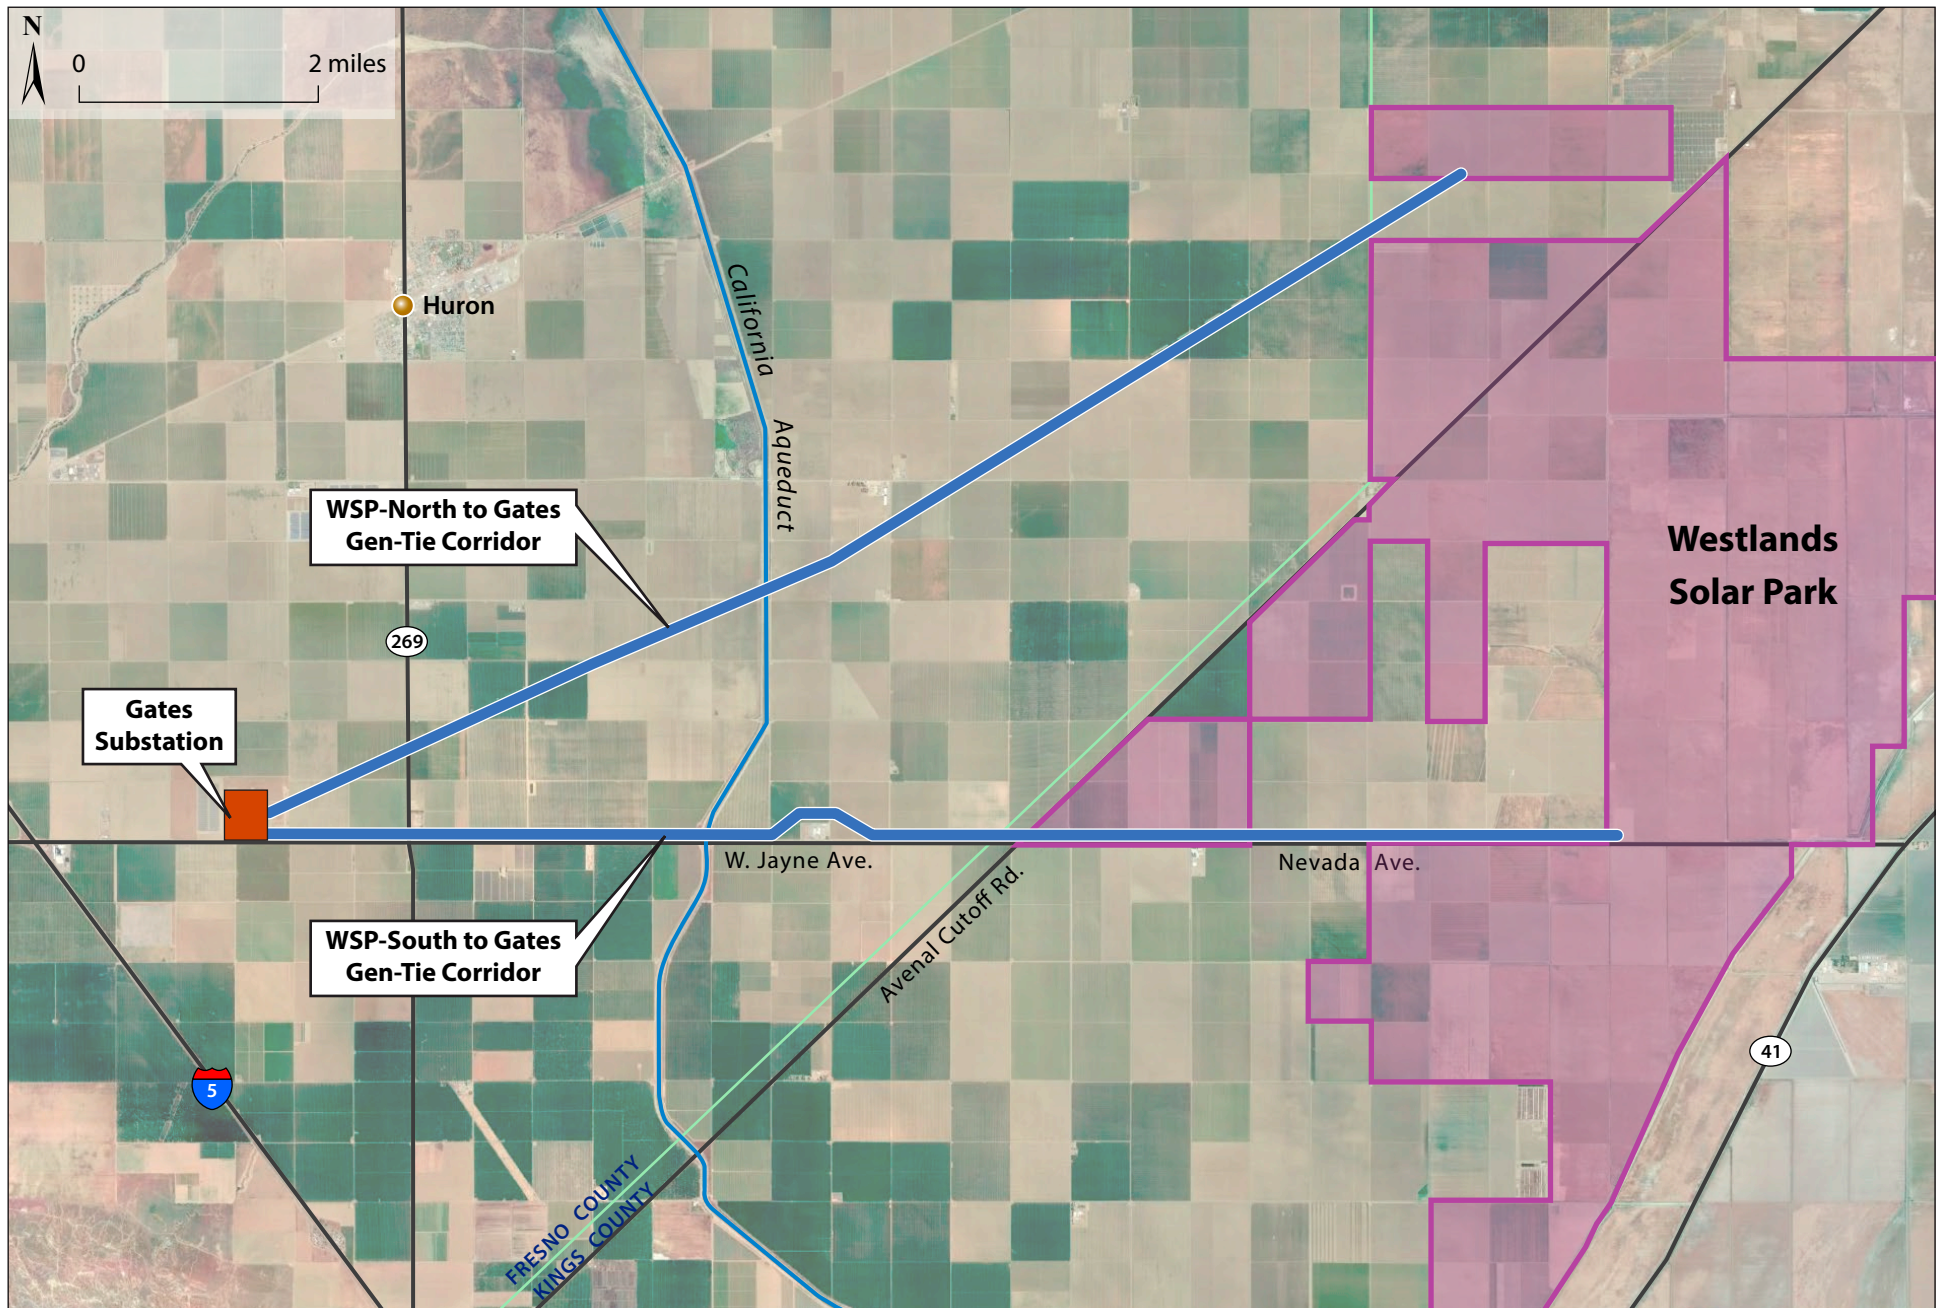 N
0 2 miles
Huron
California
Aqueduct
WSP-North to Gates
Gen-Tie Corridor
Westlands
Solar Park
269
Gates
Substation
W. Jayne Ave.
Nevada Ave.
Avenal Cutoff Rd.
WSP-South to Gates
Gen-Tie Corridor
41
5
FRESNO COUNTY
KINGS COUNTY